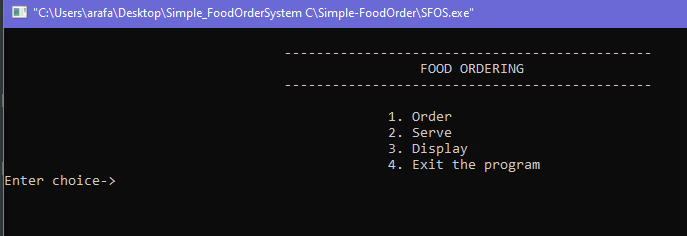 "C:\Users\arafa\Desktop\Simple_FoodOrderSystem C\Simple-FoodOrder\SFOS.exe"
----------------------------------------------
FOOD ORDERING
----------------------------------------------
1. Order
2. Serve
3. Display
4. Exit the program
Enter choice->